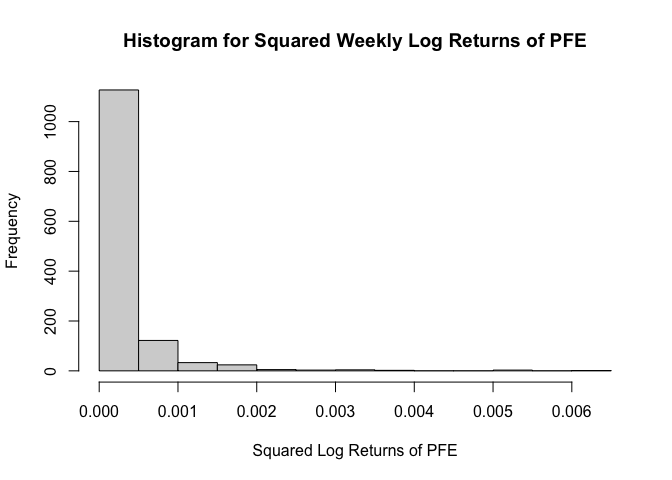 Histogram for Squared Weekly Log Returns of PFE
Frequency
1000
800
600
400
200
0
0.000 0.001 0.002 0.003 0.004 0.005 0.006
Squared Log Returns of PFE